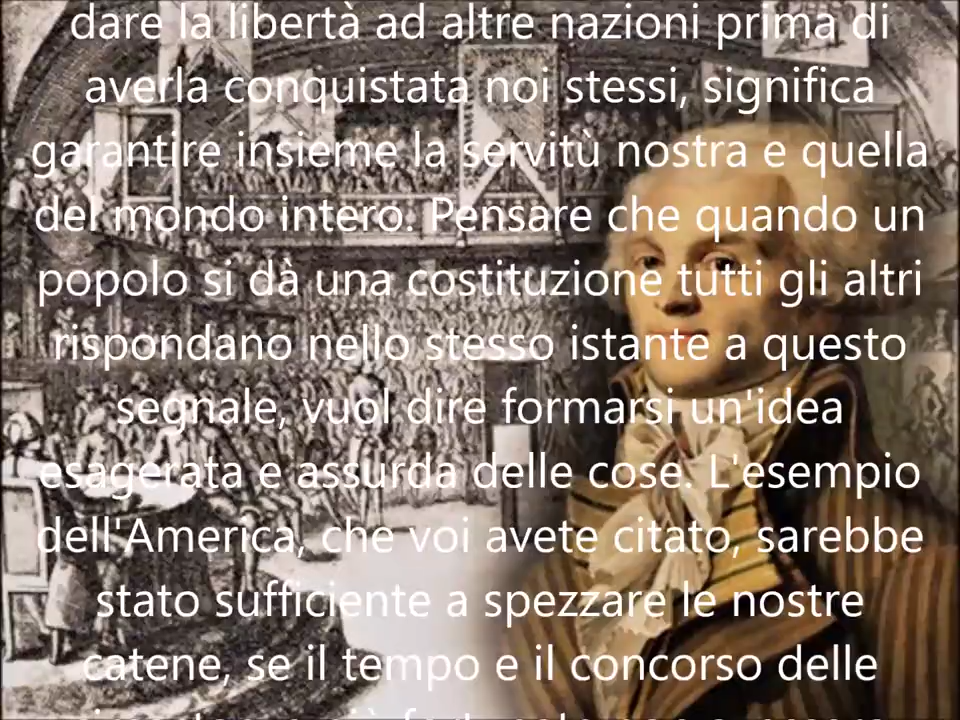 dare la libertà ad altre nazioni prima di
averla conquistata noi stessi, significa
garantire insieme la servitù nostra e quella
del mondo intero. Pensare che quando un
popolo si dà una costituzione tutti gli altri
rispondano nello stesso istante a questo
segnale, vuol dire formarsi un'idea
esagerata e assurda delle cose. L'esempio
dell'America, che voi avete citato, sarebbe
stato sufficiente a spezzare le nostre
catene, se il tempo e il concorso delle